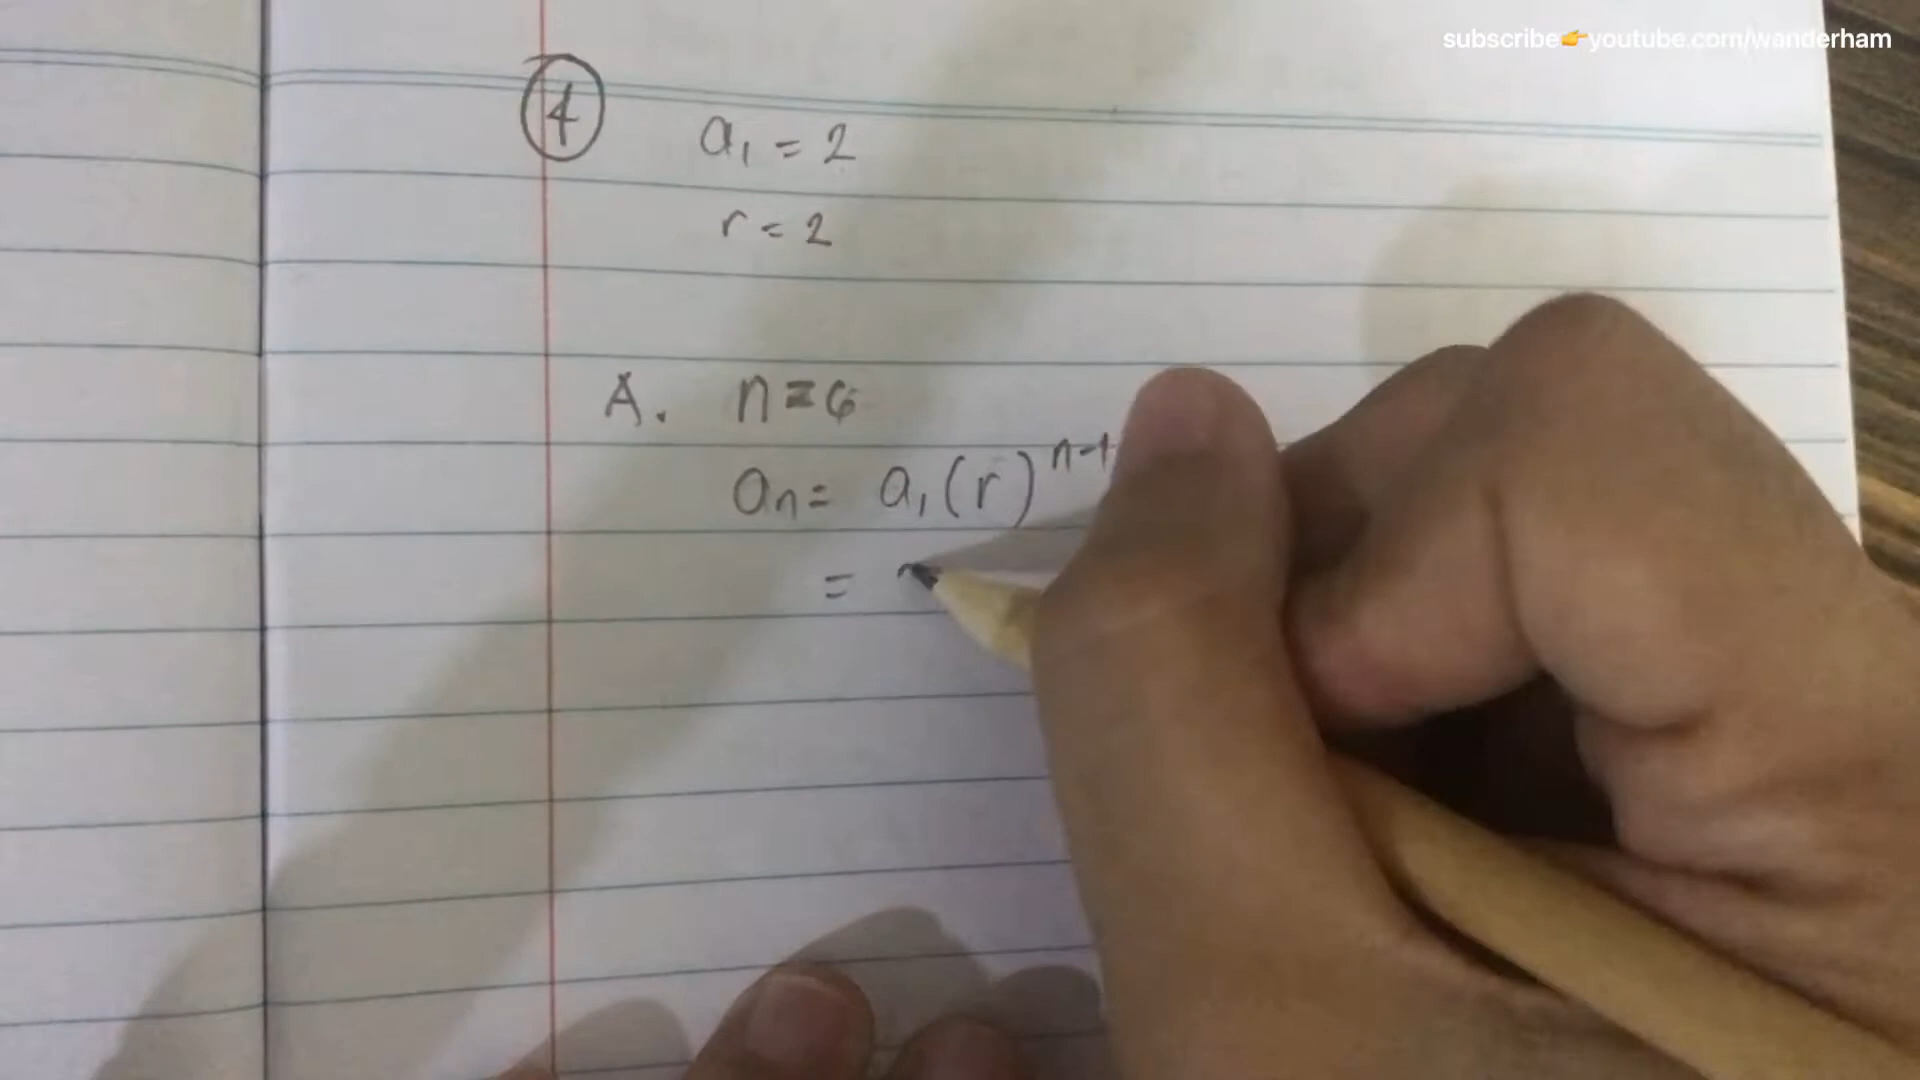 subscribe👉youtube.com/wanderham
4
a₁ = 2
r = 2
A. n = 6
aₙ = a₁(r)ⁿ⁻¹
=